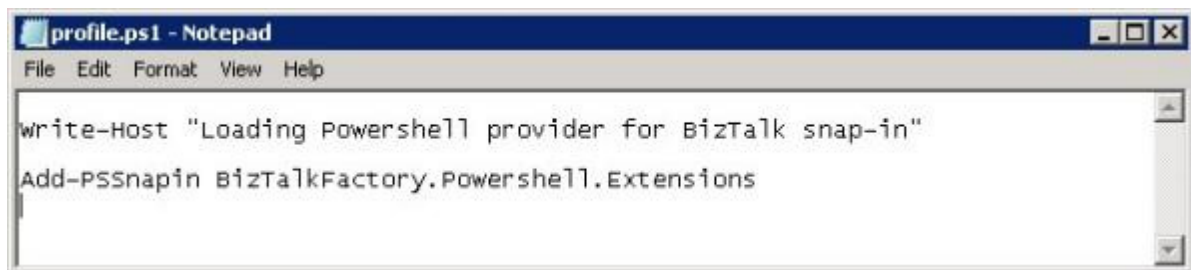 profile.ps1 - Notepad
File Edit Format View Help
Write-Host "Loading Powershell provider for BizTalk snap-in"
Add-PSSnapin BizTalkFactory.Powershell.Extensions